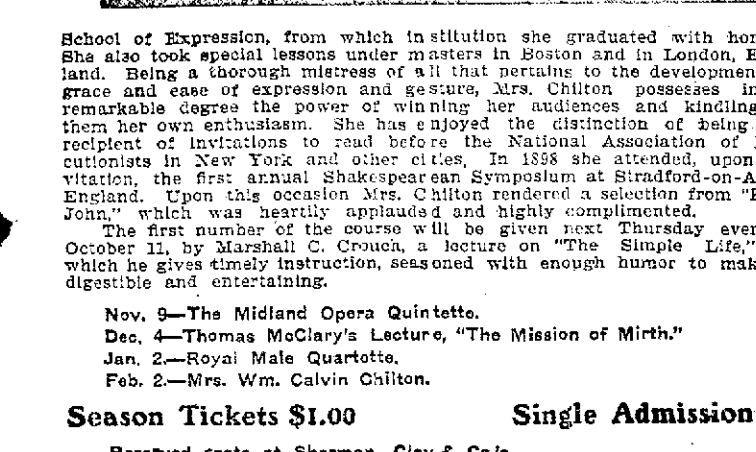 School of Expression, from which institution she graduated with hon
She also took special lessons under masters in Boston and in London, E
land. Being a thorough mistress of all that pertains to the developmen
grace and ease of expression and gesture, Mrs. Chilton possesses in
remarkable degree the power of winning her audiences and kindling
them her own enthusiasm. She has enjoyed the distinction of being
recipient of invitations to read before the National Association of
cutionists in New York and other cities. In 1898 she attended, upon
vitation, the first annual Shakespearean Symposium at Stradford-on-A
England. Upon this occasion Mrs. Chilton rendered a selection from "
John," which was heartily applauded and highly complimented.
The first number of the course will be given next Thursday ever
October 11, by Marshall C. Crouch, a lecture on "The Simple Life,"
which he gives timely instruction, seasoned with enough humor to mak
digestible and entertaining.
Nov. 9—The Midland Opera Quintette.
Dec. 4—Thomas McClary's Lecture, "The Mission of Mirth."
Jan. 2.—Royal Male Quartotte.
Feb. 2.—Mrs. Wm. Calvin Chilton.
Season Tickets $1.00 Single Admission
Reserved seats at Sherman, Clay & Co's